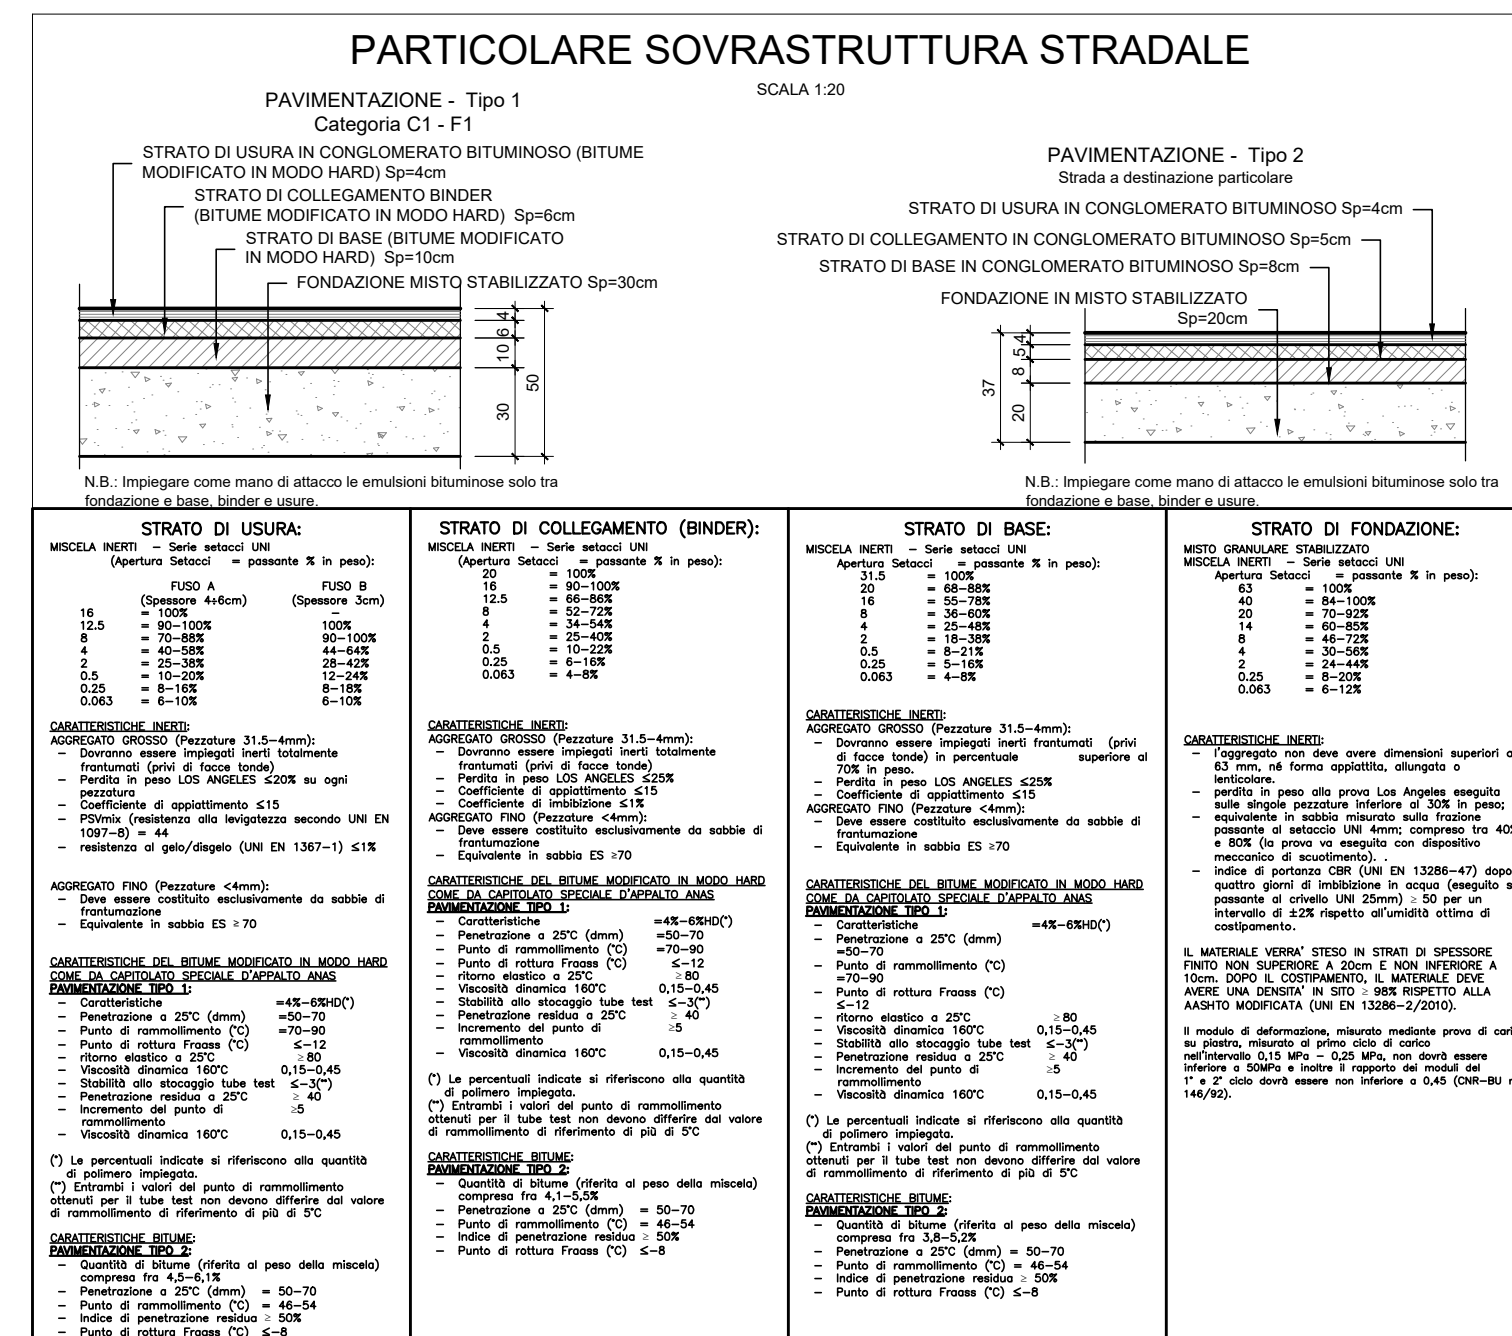 PARTICOLARE SOVRASTRUTTURA STRADALE
SCALA 1:20
PAVIMENTAZIONE - Tipo 1
Categoria C1 - F1
STRATO DI USURA IN CONGLOMERATO BITUMINOSO (BITUME
MODIFICATO IN MODO HARD) Sp=4cm
STRATO DI COLLEGAMENTO BINDER
(BITUME MODIFICATO IN MODO HARD) Sp=6cm
STRATO DI BASE (BITUME MODIFICATO
IN MODO HARD) Sp=10cm
FONDAZIONE MISTO STABILIZZATO Sp=30cm
4
6
10
30
50
N.B.: Impiegare come mano di attacco le emulsioni bituminose solo tra
fondazione e base, binder e usure.
PAVIMENTAZIONE - Tipo 2
Strada a destinazione particolare
STRATO DI USURA IN CONGLOMERATO BITUMINOSO Sp=4cm
STRATO DI COLLEGAMENTO IN CONGLOMERATO BITUMINOSO Sp=5cm
STRATO DI BASE IN CONGLOMERATO BITUMINOSO Sp=8cm
FONDAZIONE IN MISTO STABILIZZATO
Sp=20cm
4
5
8
20
37
N.B.: Impiegare come mano di attacco le emulsioni bituminose solo tra
fondazione e base, binder e usure.
STRATO DI USURA:
MISCELA INERTI – Serie setacci UNI
(Apertura Setacci = passante % in peso):
FUSO A FUSO B
(Spessore 4÷6cm) (Spessore 3cm)
16 = 100% –
12.5 = 90–100% 100%
8 = 70–88% 90–100%
4 = 40–58% 44–64%
2 = 25–38% 28–42%
0.5 = 10–20% 12–24%
0.25 = 8–16% 8–18%
0.063 = 6–10% 6–10%
CARATTERISTICHE INERTI:
AGGREGATO GROSSO (Pezzature 31.5–4mm):
– Dovranno essere impiegati inerti totalmente
frantumati (privi di facce tonde)
– Perdita in peso LOS ANGELES ≤20% su ogni
pezzatura
– Coefficiente di appiattimento ≤15
– PSVmix (resistenza alla levigatezza secondo UNI EN
1097–8) = 44
– resistenza al gelo/disgelo (UNI EN 1367–1) ≤1%
AGGREGATO FINO (Pezzature <4mm):
– Deve essere costituito esclusivamente da sabbie di
frantumazione
– Equivalente in sabbia ES ≥70
CARATTERISTICHE DEL BITUME MODIFICATO IN MODO HARD
COME DA CAPITOLATO SPECIALE D'APPALTO ANAS
PAVIMENTAZIONE TIPO 1:
– Caratteristiche =4%–6%HD(*)
– Penetrazione a 25°C (dmm) =50–70
– Punto di rammollimento (°C) =70–90
– Punto di rottura Fraass (°C) ≤–12
– ritorno elastico a 25°C ≥80
– Viscosità dinamica 160°C 0,15–0,45
– Stabilità allo stocaggio tube test ≤–3(**)
– Penetrazione residua a 25°C ≥ 40
– Incremento del punto di ≥5
rammollimento
– Viscosità dinamica 160°C 0,15–0,45
(*) Le percentuali indicate si riferiscono alla quantità
di polimero impiegata.
(**) Entrambi i valori del punto di rammollimento
ottenuti per il tube test non devono differire dal valore
di rammollimento di riferimento di più di 5°C
CARATTERISTICHE BITUME:
PAVIMENTAZIONE TIPO 2:
– Quantità di bitume (riferita al peso della miscela)
compresa fra 4,5–6,1%
– Penetrazione a 25°C (dmm) = 50–70
– Punto di rammollimento (°C) = 46–54
– Indice di penetrazione residua ≥ 50%
– Punto di rottura Fraass (°C) ≤–8
STRATO DI COLLEGAMENTO (BINDER):
MISCELA INERTI – Serie setacci UNI
(Apertura Setacci = passante % in peso):
20 = 100%
16 = 90–100%
12.5 = 66–86%
8 = 52–72%
4 = 34–54%
2 = 25–40%
0.5 = 10–22%
0.25 = 6–16%
0.063 = 4–8%
CARATTERISTICHE INERTI:
AGGREGATO GROSSO (Pezzature 31.5–4mm):
– Dovranno essere impiegati inerti totalmente
frantumati (privi di facce tonde)
– Perdita in peso LOS ANGELES ≤25%
– Coefficiente di appiattimento ≤15
– Coefficiente di imbibizione ≤1%
AGGREGATO FINO (Pezzature <4mm):
– Deve essere costituito esclusivamente da sabbie di
frantumazione
– Equivalente in sabbia ES ≥70
CARATTERISTICHE DEL BITUME MODIFICATO IN MODO HARD
COME DA CAPITOLATO SPECIALE D'APPALTO ANAS
PAVIMENTAZIONE TIPO 1:
– Caratteristiche =4%–6%HD(*)
– Penetrazione a 25°C (dmm) =50–70
– Punto di rammollimento (°C) =70–90
– Punto di rottura Fraass (°C) ≤–12
– ritorno elastico a 25°C ≥80
– Viscosità dinamica 160°C 0,15–0,45
– Stabilità allo stocaggio tube test ≤–3(**)
– Penetrazione residua a 25°C ≥ 40
– Incremento del punto di ≥5
rammollimento
– Viscosità dinamica 160°C 0,15–0,45
(*) Le percentuali indicate si riferiscono alla quantità
di polimero impiegata.
(**) Entrambi i valori del punto di rammollimento
ottenuti per il tube test non devono differire dal valore
di rammollimento di riferimento di più di 5°C
CARATTERISTICHE BITUME:
PAVIMENTAZIONE TIPO 2:
– Quantità di bitume (riferita al peso della miscela)
compresa fra 4,1–5,5%
– Penetrazione a 25°C (dmm) = 50–70
– Punto di rammollimento (°C) = 46–54
– Indice di penetrazione residua ≥ 50%
– Punto di rottura Fraass (°C) ≤–8
STRATO DI BASE:
MISCELA INERTI – Serie setacci UNI
Apertura Setacci = passante % in peso):
31.5 = 100%
20 = 68–88%
16 = 55–78%
8 = 36–60%
4 = 25–48%
2 = 18–38%
0.5 = 8–21%
0.25 = 5–16%
0.063 = 4–8%
CARATTERISTICHE INERTI:
AGGREGATO GROSSO (Pezzature 31.5–4mm):
– Dovranno essere impiegati inerti frantumati (privi
di facce tonde) in percentuale superiore al
70% in peso.
– Perdita in peso LOS ANGELES ≤25%
– Coefficiente di appiattimento ≤15
AGGREGATO FINO (Pezzature <4mm):
– Deve essere costituito esclusivamente da sabbie di
frantumazione
– Equivalente in sabbia ES ≥70
CARATTERISTICHE DEL BITUME MODIFICATO IN MODO HARD
COME DA CAPITOLATO SPECIALE D'APPALTO ANAS
PAVIMENTAZIONE TIPO 1:
– Caratteristiche =4%–6%HD(*)
– Penetrazione a 25°C (dmm)
=50–70
– Punto di rammollimento (°C)
=70–90
– Punto di rottura Fraass (°C)
≤–12
– ritorno elastico a 25°C ≥80
– Viscosità dinamica 160°C 0,15–0,45
– Stabilità allo stocaggio tube test ≤–3(**)
– Penetrazione residua a 25°C ≥ 40
– Incremento del punto di ≥5
rammollimento
– Viscosità dinamica 160°C 0,15–0,45
(*) Le percentuali indicate si riferiscono alla quantità
di polimero impiegata.
(**) Entrambi i valori del punto di rammollimento
ottenuti per il tube test non devono differire dal valore
di rammollimento di riferimento di più di 5°C
CARATTERISTICHE BITUME:
PAVIMENTAZIONE TIPO 2:
– Quantità di bitume (riferita al peso della miscela)
compresa fra 3,8–5,2%
– Penetrazione a 25°C (dmm) = 50–70
– Punto di rammollimento (°C) = 46–54
– Indice di penetrazione residua ≥ 50%
– Punto di rottura Fraass (°C) ≤–8
STRATO DI FONDAZIONE:
MISTO GRANULARE STABILIZZATO
MISCELA INERTI – Serie setacci UNI
Apertura Setacci = passante % in peso):
63 = 100%
40 = 84–100%
20 = 70–92%
14 = 60–85%
8 = 46–72%
4 = 30–56%
2 = 24–44%
0.25 = 8–20%
0.063 = 6–12%
CARATTERISTICHE INERTI:
– l'aggregato non deve avere dimensioni superiori a
63 mm, né forma appiattita, allungata o
lenticolare.
– perdita in peso alla prova Los Angeles eseguita
sulle singole pezzature inferiore al 30% in peso;
– equivalente in sabbia misurato sulla frazione
passante al setaccio UNI 4mm; compreso tra 40%
e 80% (la prova va eseguita con dispositivo
meccanico di scuotimento). .
– indice di portanza CBR (UNI EN 13286–47) dopo
quattro giorni di imbibizione in acqua (eseguito
passante al crivello UNI 25mm) ≥ 50 per un
intervallo di ±2% rispetto all'umidità ottima di
costipamento.
IL MATERIALE VERRA' STESO IN STRATI DI SPESSORE
FINITO NON SUPERIORE A 20cm E NON INFERIORE A
10cm. DOPO IL COSTIPAMENTO, IL MATERIALE DEVE
AVERE UNA DENSITA' IN SITO ≥ 98% RISPETTO ALLA
AASHTO MODIFICATA (UNI EN 13286–2/2010).
Il modulo di deformazione, misurato mediante prova di
su piastra, misurato al primo ciclo di carico
nell'intervallo 0,15 MPa – 0,25 MPa, non dovrà essere
inferiore a 50MPa e inoltre il rapporto dei moduli del
1° e 2° ciclo dovrà essere non inferiore a 0,45 (CNR–BU
146/92).